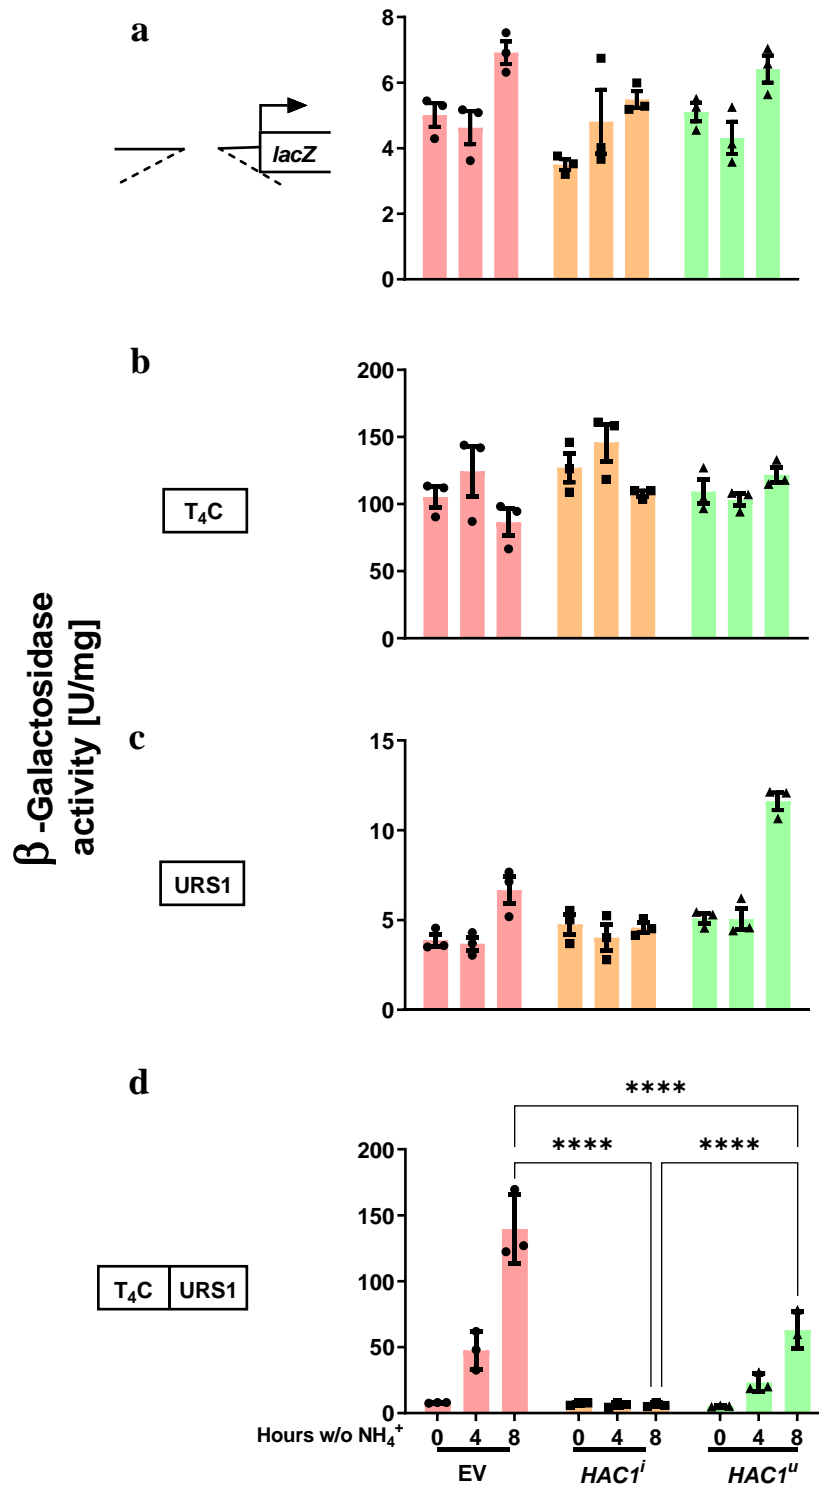 a
8
6
4
2
0
lacZ
b
200
150
100
50
0
T₄C
β-Galactosidase
activity [U/mg]
c
15
10
5
0
URS1
d
****
**** ****
200
150
100
50
0
T₄C URS1
Hours w/o NH₄⁺ 0 4 8 0 4 8 0 4 8
EV HAC1ⁱ HAC1ᵘ